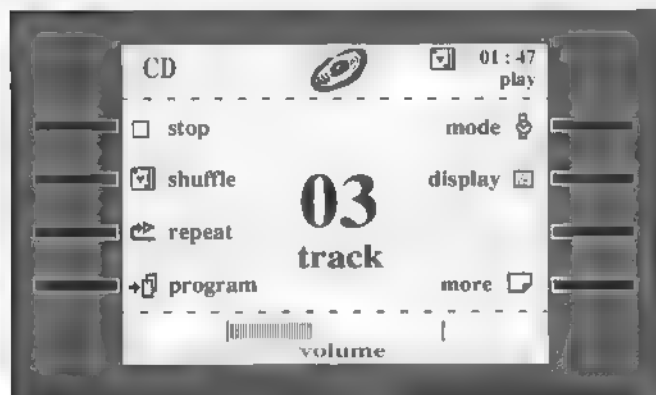 CD
01 : 47
play
stop
mode
shuffle
display
03
repeat
track
program
more
volume